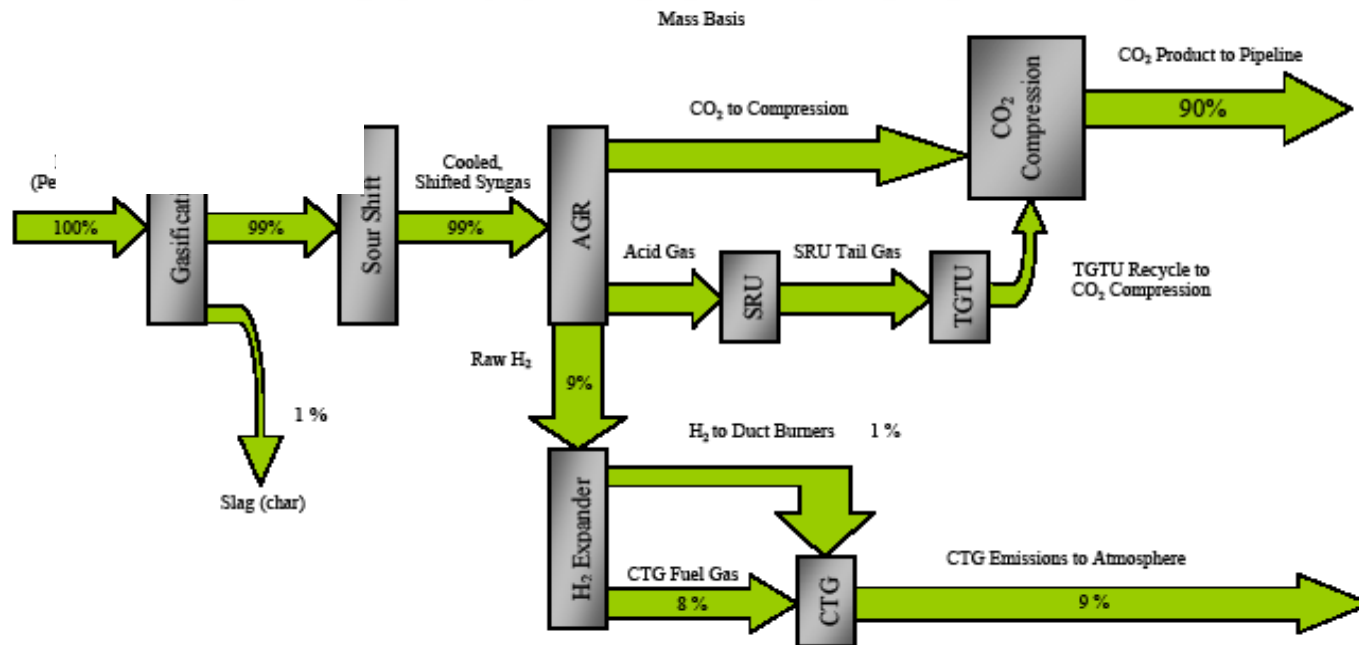 Mass Basis
CO₂ Product to Pipeline
CO₂ to Compression
CO₂
Compression
90%
(Pe
Cooled,
Shifted Syngas
100%
Gasificati
99%
Sour Shift
99%
AGR
Acid Gas
SRU
SRU Tail Gas
TGTU
TGTU Recycle to
CO₂ Compression
Raw H₂
9%
1 %
Slag (char)
H₂ to Duct Burners 1 %
H₂ Expander
CTG Fuel Gas
8 %
CTG
CTG Emissions to Atmosphere
9 %